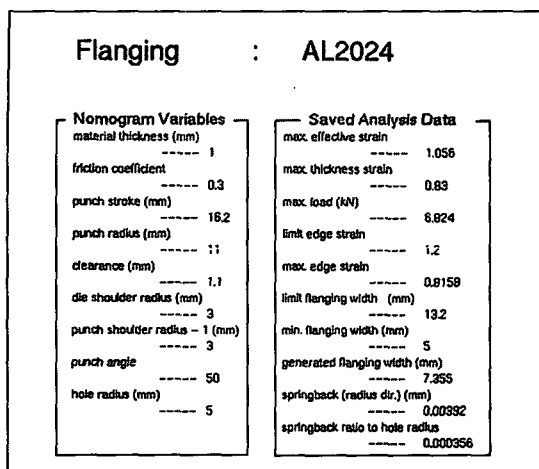 Flanging : AL2024
Nomogram Variables
material thickness (mm)
----- 1
friction coefficient
----- 0.3
punch stroke (mm)
----- 16.2
punch radius (mm)
----- 11
clearance (mm)
----- 1.1
die shoulder radius (mm)
----- 3
punch shoulder radius - 1 (mm)
----- 3
punch angle
----- 50
hole radius (mm)
----- 5
Saved Analysis Data
max. effective strain
----- 1.056
max. thickness strain
----- 0.83
max. load (kN)
----- 6.824
limit edge strain
----- 1.2
max. edge strain
----- 0.8158
limit flanging width (mm)
----- 13.2
min. flanging width (mm)
----- 5
generated flanging width (mm)
----- 7.355
springback (radius dir.) (mm)
----- 0.00392
springback ratio to hole radius
----- 0.000356